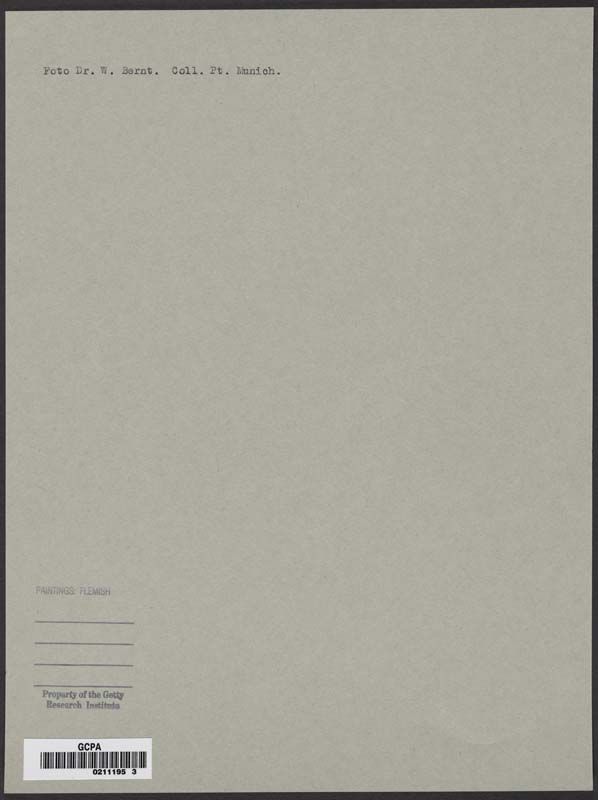 Foto Dr. W. Bernt. Coll. Pt. Munich.
PAINTINGS: FLEMISH
Property of the Getty
Research Institute
GCPA
0211195 3